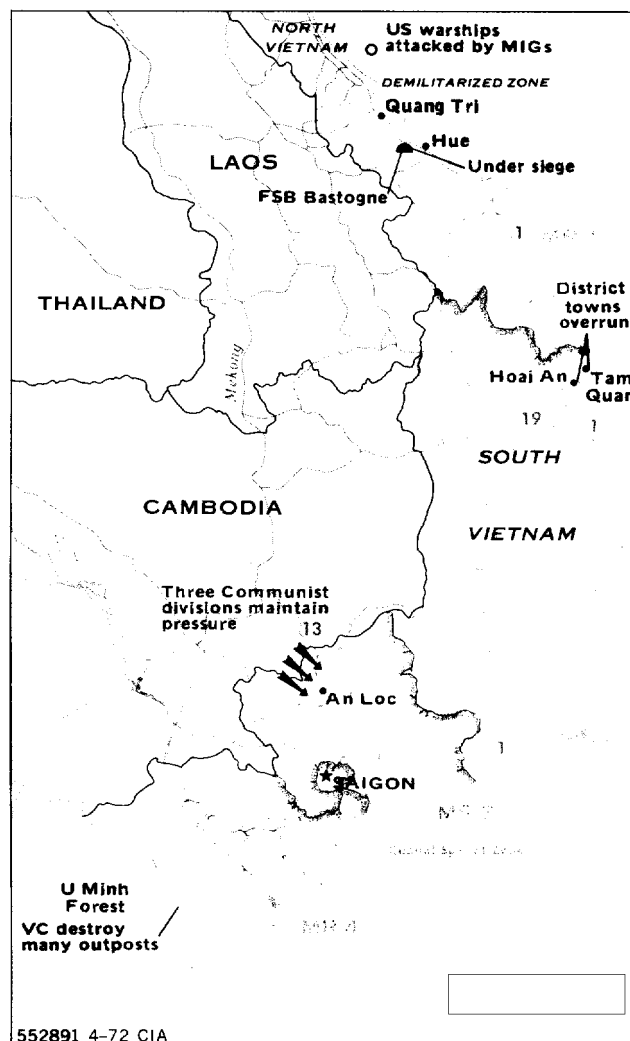 NORTH
VIETNAM
US warships
attacked by MIGs
DEMILITARIZED ZONE
Quang Tri
Hue
LAOS
Under siege
FSB Bastogne
1
THAILAND
District
towns
overrun
Mekong
Hoai An
Tam
Quan
19
1
SOUTH
CAMBODIA
VIETNAM
Three Communist
divisions maintain
pressure
13
An Loc
1
SAIGON
U Minh
Forest
VC destroy
many outposts
552891 4-72 CIA